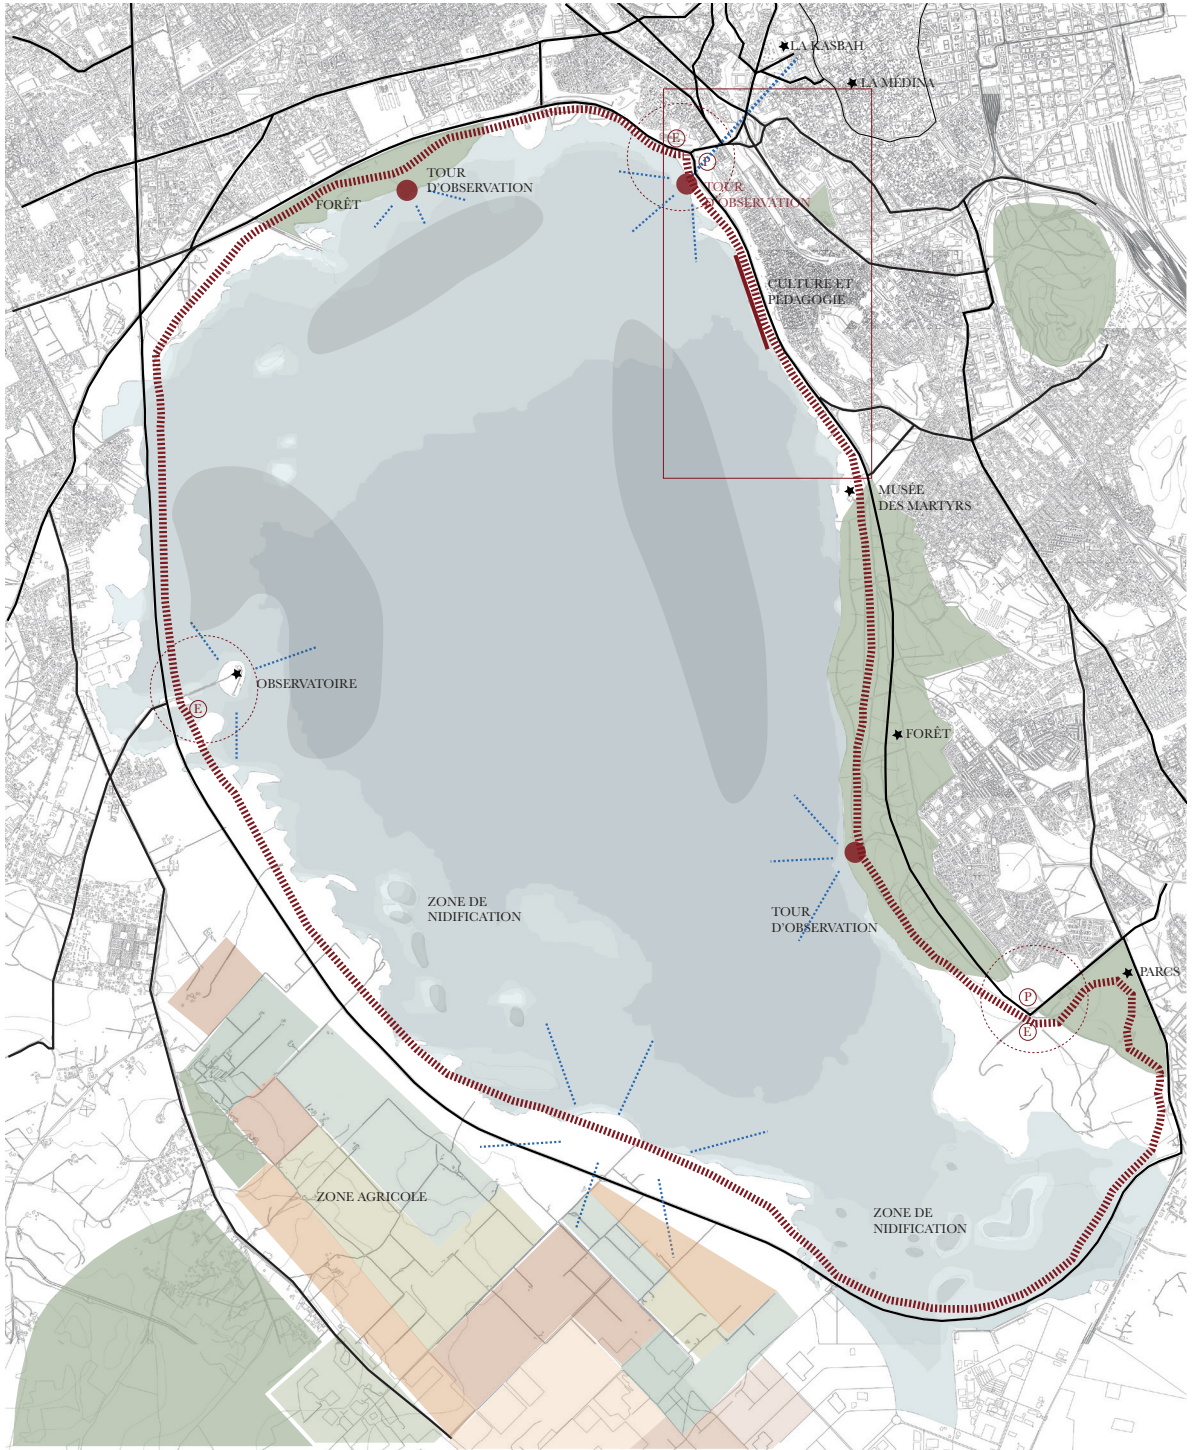 LA KASBAH
LA MÉDINA
E
P
TOUR
D'OBSERVATION
TOUR
D'OBSERVATION
FORÊT
CULTURE ET
PÉDAGOGIE
MUSÉE
DES MARTYRS
OBSERVATOIRE
E
FORÊT
ZONE DE
NIDIFICATION
TOUR
D'OBSERVATION
PARCS
P
E
ZONE AGRICOLE
ZONE DE
NIDIFICATION